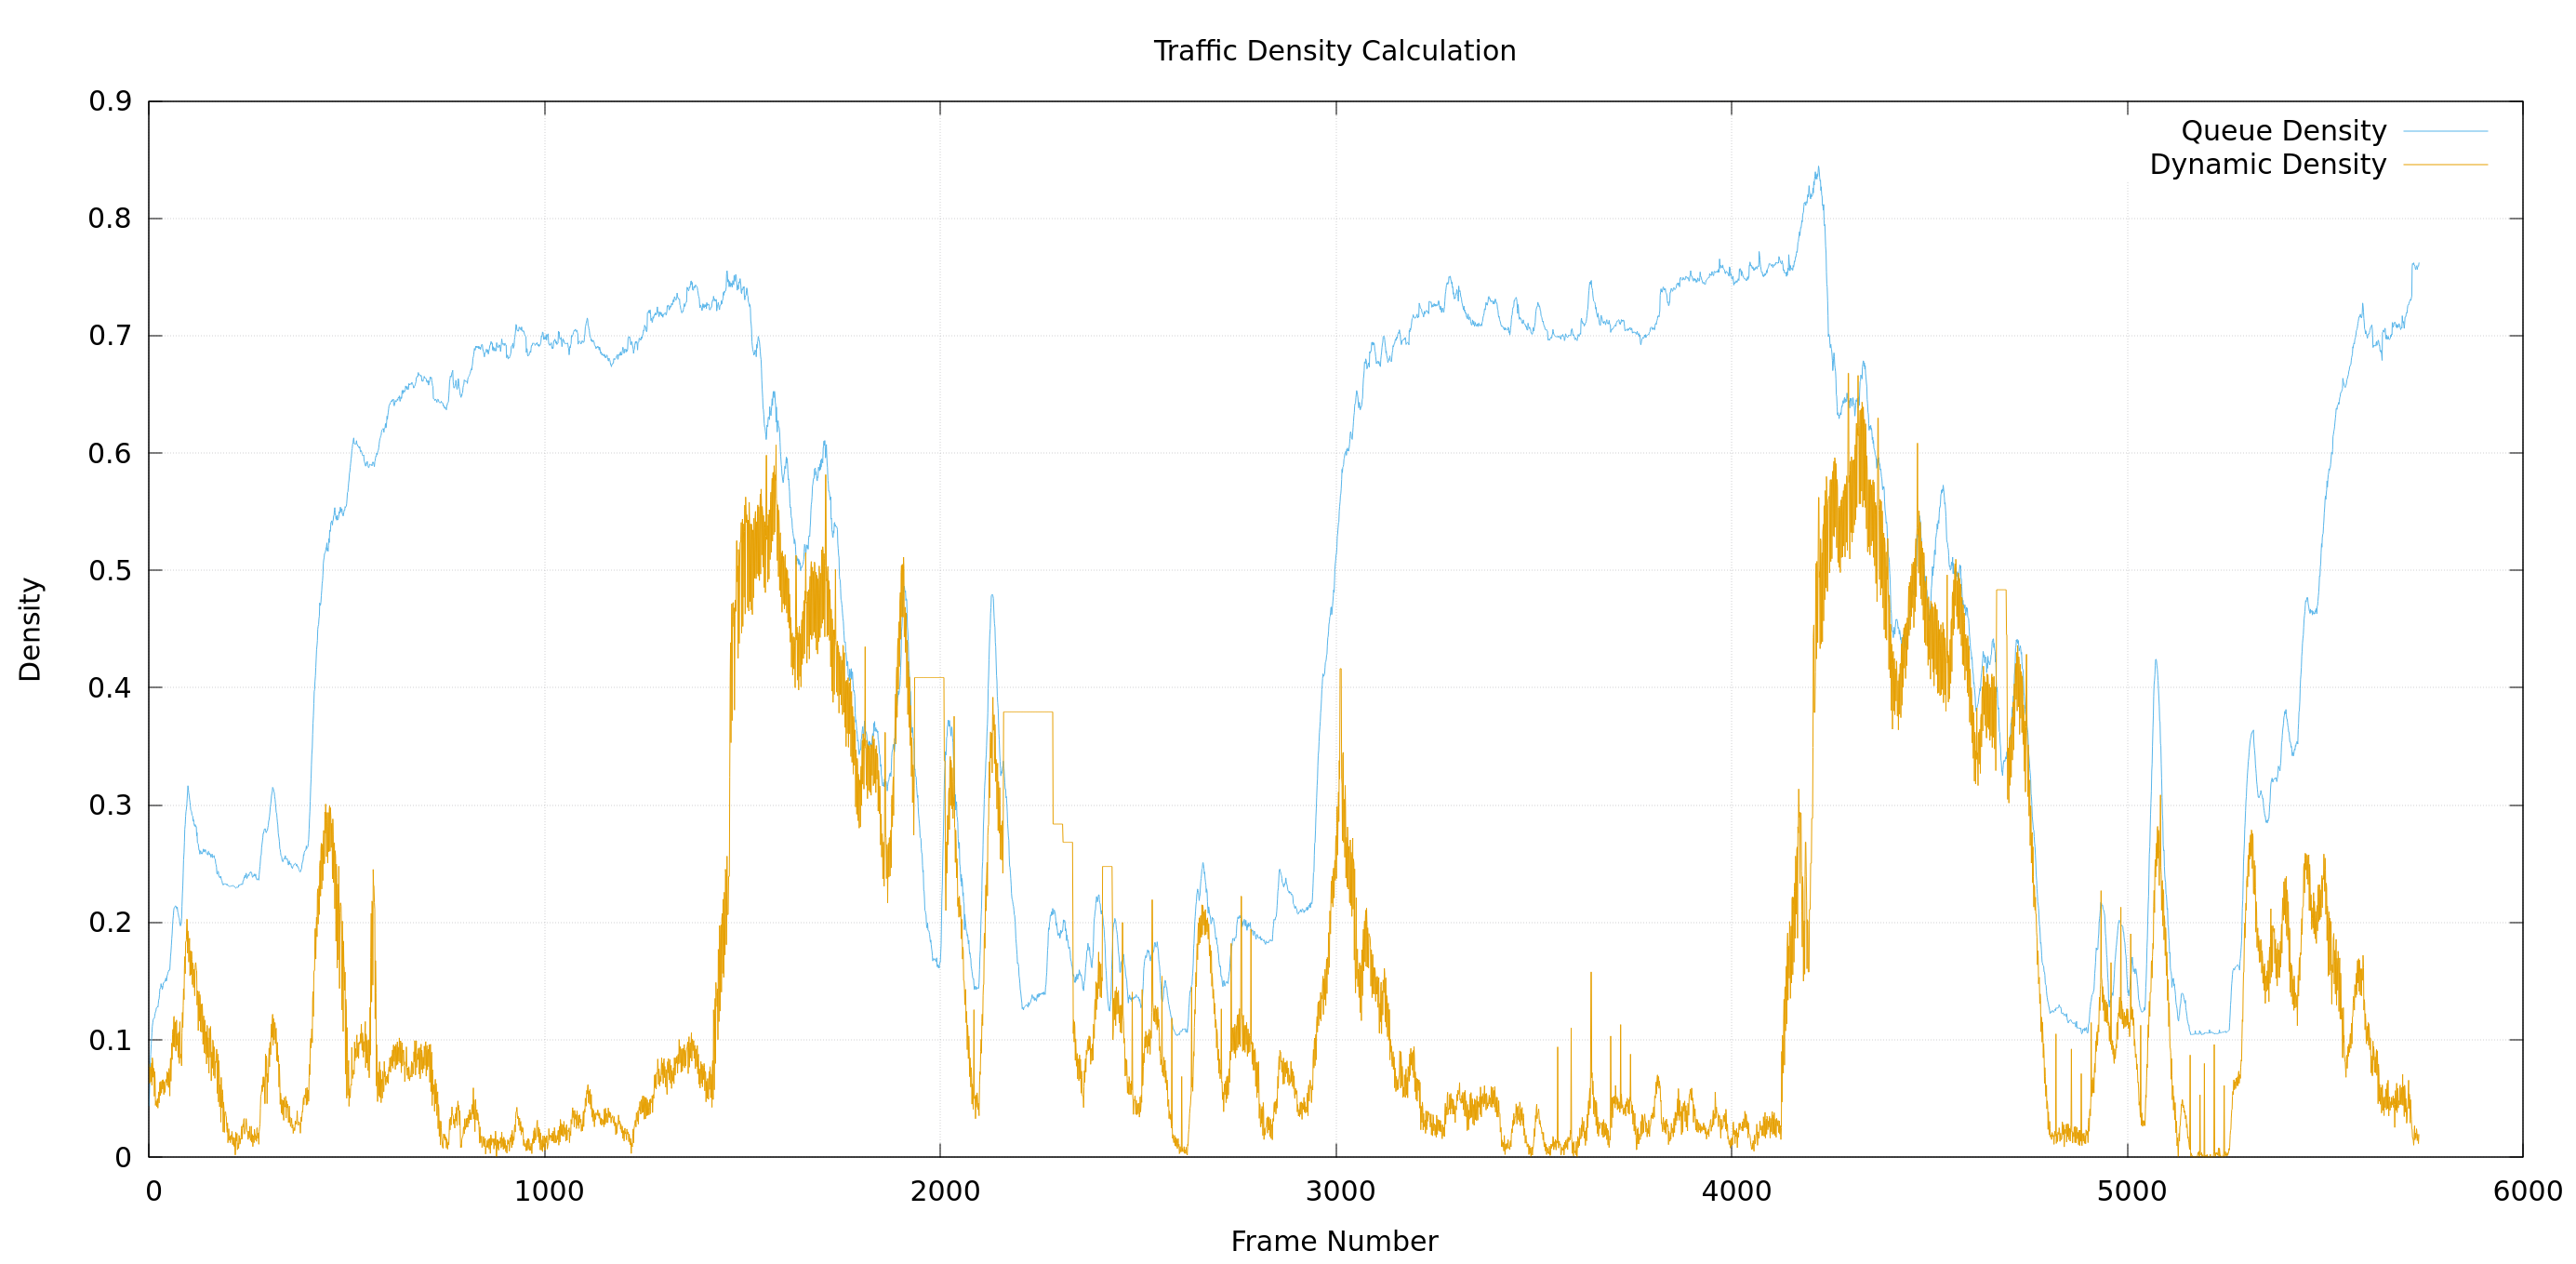 Traffic Density Calculation
Queue Density
Dynamic Density
0.9
0.8
0.7
0.6
0.5
0.4
0.3
0.2
0.1
0
Density
0 1000 2000 3000 4000 5000 6000
Frame Number